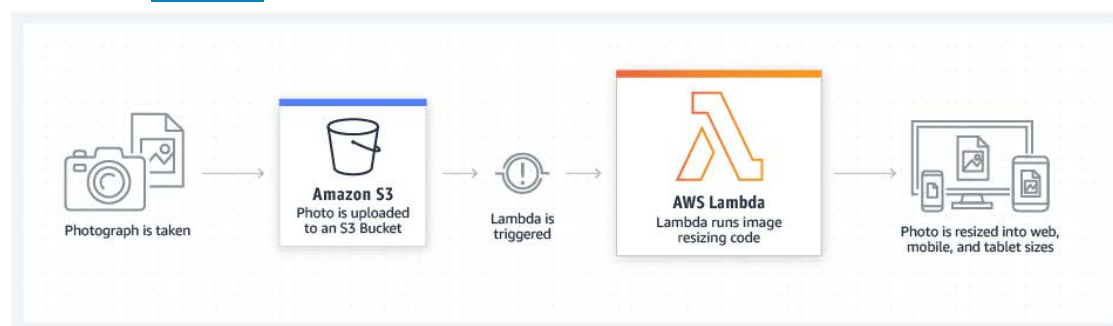 Photograph is taken
Amazon S3
Photo is uploaded
to an S3 Bucket
Lambda is
triggered
AWS Lambda
Lambda runs image
resizing code
Photo is resized into web,
mobile, and tablet sizes